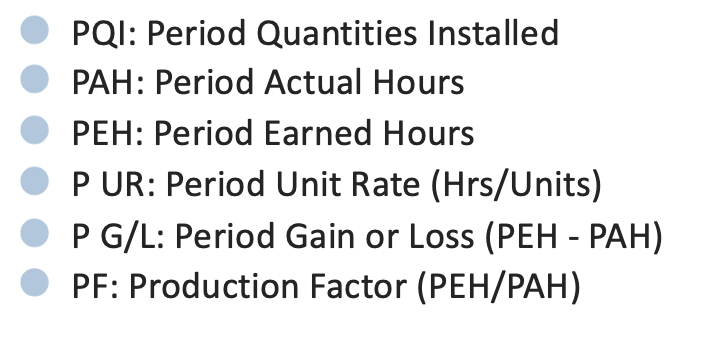 PQI: Period Quantities Installed
PAH: Period Actual Hours
PEH: Period Earned Hours
P UR: Period Unit Rate (Hrs/Units)
P G/L: Period Gain or Loss (PEH - PAH)
PF: Production Factor (PEH/PAH)